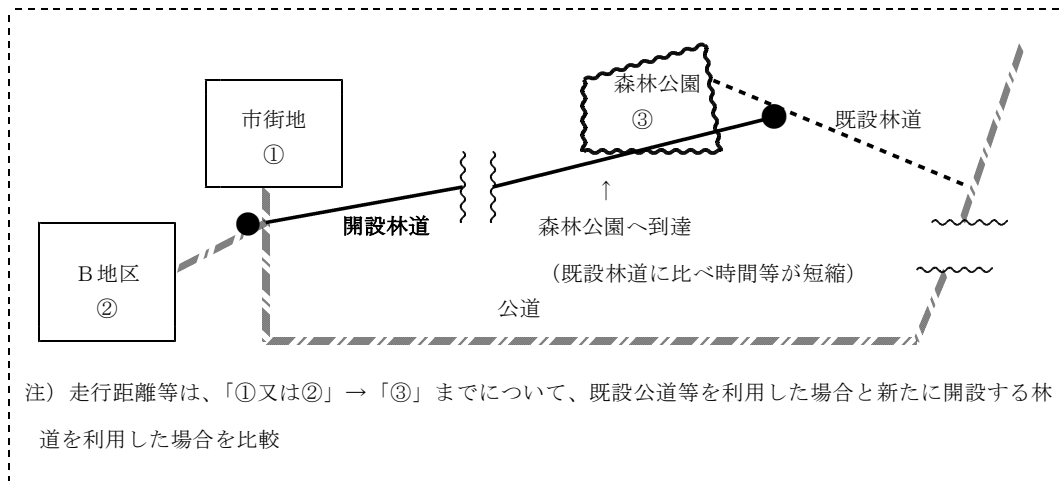 市街地
①
森林公園
③
既設林道
開設林道
森林公園へ到達
↑
B地区
②
（既設林道に比べ時間等が短縮）
公道
注）走行距離等は、「①又は②」→「③」までについて、既設公道等を利用した場合と新たに開設する林
道を利用した場合を比較